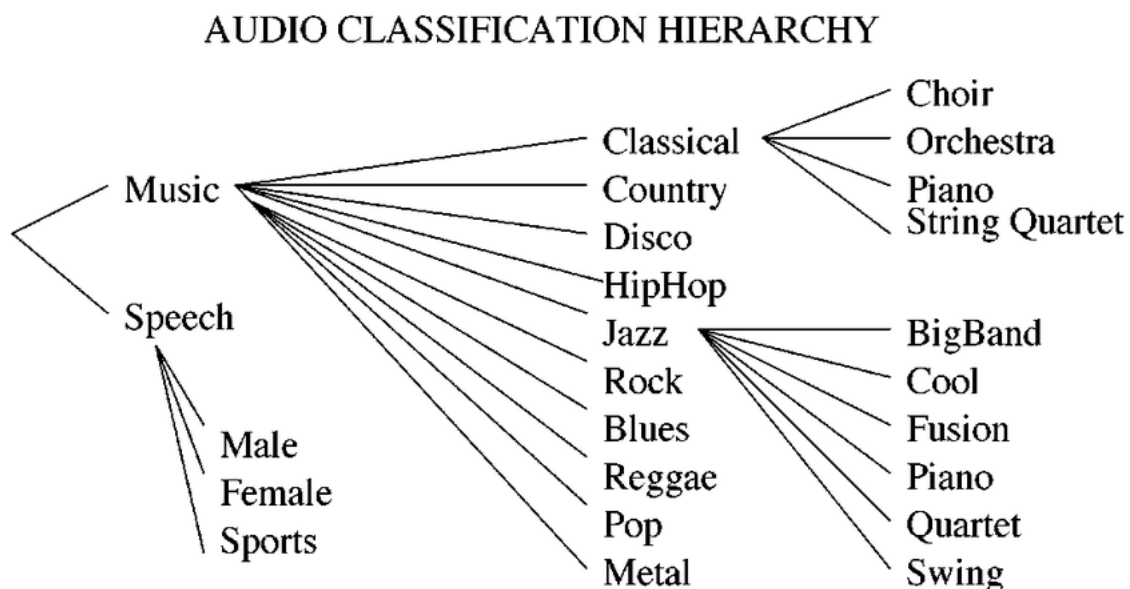 AUDIO CLASSIFICATION HIERARCHY
Music
Speech
Male
Female
Sports
Classical
Country
Disco
HipHop
Jazz
Rock
Blues
Reggae
Pop
Metal
Choir
Orchestra
Piano
String Quartet
BigBand
Cool
Fusion
Piano
Quartet
Swing